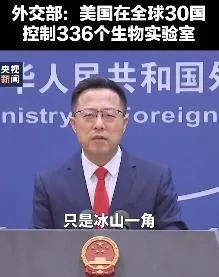 外交部：美国在全球30国
控制336个生物实验室
华人民共和国外
央视
新闻
inistry of Foreign
只是冰山一角